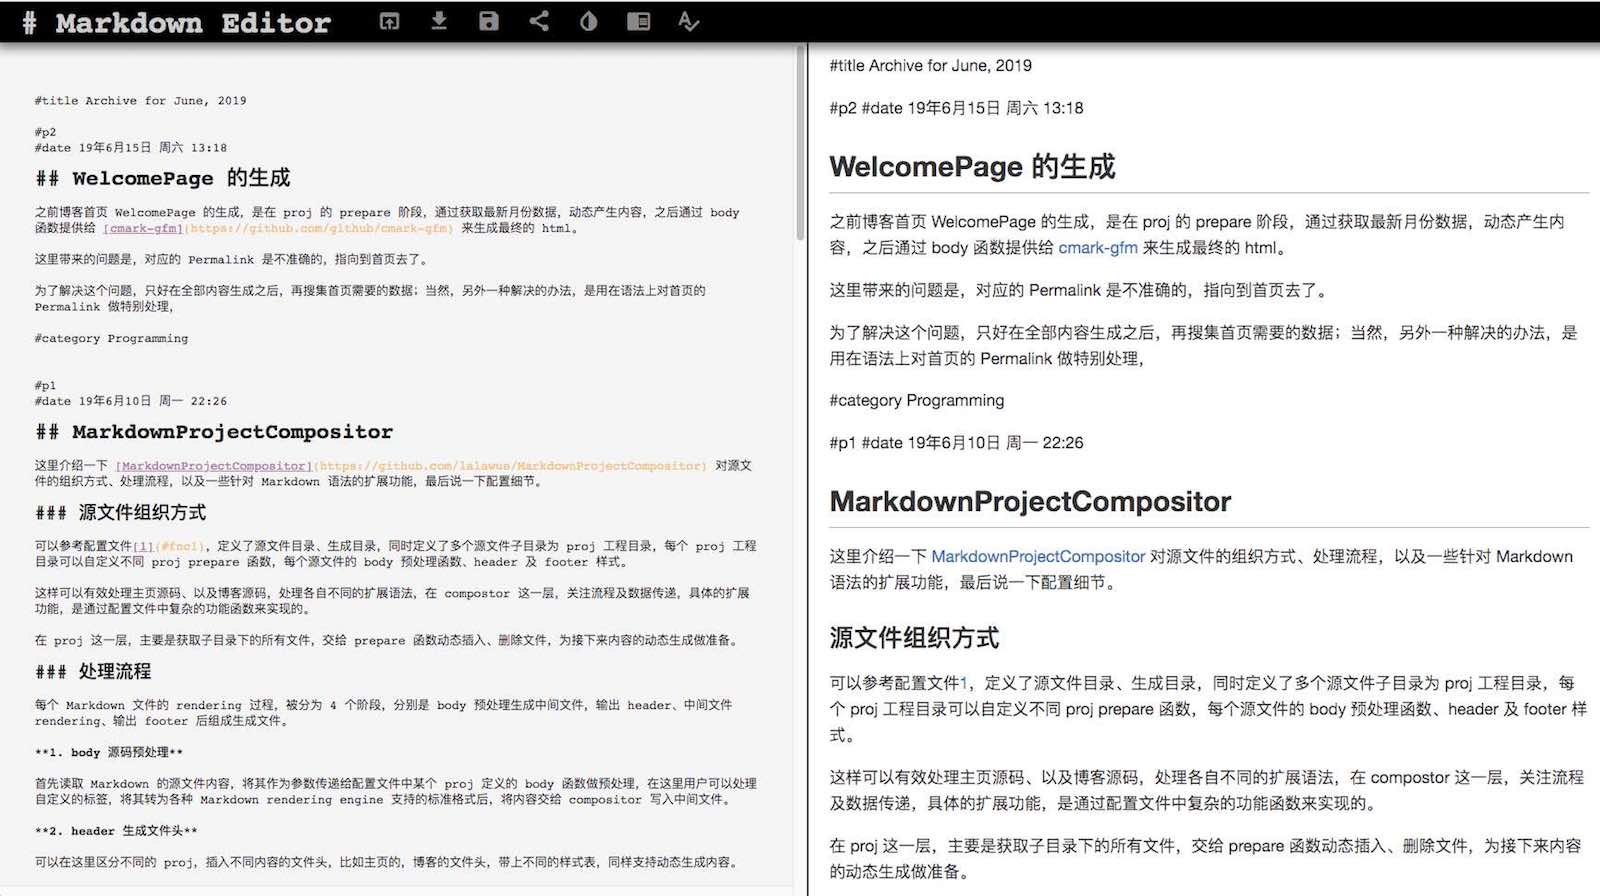 # Markdown Editor
#title Archive for June, 2019
#p2
#date 19年6月15日 周六 13:18
## WelcomePage 的生成
之前博客首页 WelcomePage 的生成，是在 proj 的 prepare 阶段，通过获取最新月份数据，动态产生内容，之后通过 body
函数提供给 [cmark-gfm](https://github.com/github/cmark-gfm) 来生成最终的 html。
这里带来的问题是，对应的 Permalink 是不准确的，指向到首页去了。
为了解决这个问题，只好在全部内容生成之后，再搜集首页需要的数据；当然，另外一种解决的办法，是用在语法上对首页的
Permalink 做特别处理，
#category Programming
#p1
#date 19年6月10日 周一 22:26
## MarkdownProjectCompositor
这里介绍一下 [MarkdownProjectCompositor](https://github.com/lalawue/MarkdownProjectCompositor) 对源文
件的组织方式、处理流程，以及一些针对 Markdown 语法的扩展功能，最后说一下配置细节。
### 源文件组织方式
可以参考配置文件[1](#fnc1)，定义了源文件目录、生成目录，同时定义了多个源文件子目录为 proj 工程目录，每个 proj 工程
目录可以自定义不同 proj prepare 函数，每个源文件的 body 预处理函数、header 及 footer 样式。
这样可以有效处理主页源码、以及博客源码，处理各自不同的扩展语法，在 compostor 这一层，关注流程及数据传递，具体的扩展
功能，是通过配置文件中复杂的功能函数来实现的。
在 proj 这一层，主要是获取子目录下的所有文件，交给 prepare 函数动态插入、删除文件，为接下来内容的动态生成做准备。
### 处理流程
每个 Markdown 文件的 rendering 过程，被分为 4 个阶段，分别是 body 预处理生成中间文件，输出 header、中间文件
rendering、输出 footer 后组成生成文件。
**1. body 源码预处理**
首先读取 Markdown 的源文件内容，将其作为参数传递给配置文件中某个 proj 定义的 body 函数做预处理，在这里用户可以处理
自定义的标签，将其转为各种 Markdown rendering engine 支持的标准格式后，将内容交给 compositor 写入中间文件。
**2. header 生成文件头**
可以在这里区分不同的 proj，插入不同内容的文件头，比如主页的，博客的文件头，带上不同的样式表，同样支持动态生成内容。
#title Archive for June, 2019
#p2 #date 19年6月15日 周六 13:18
WelcomePage 的生成
之前博客首页 WelcomePage 的生成，是在 proj 的 prepare 阶段，通过获取最新月份数据，动态产生内
容，之后通过 body 函数提供给 cmark-gfm 来生成最终的 html。
这里带来的问题是，对应的 Permalink 是不准确的，指向到首页去了。
为了解决这个问题，只好在全部内容生成之后，再搜集首页需要的数据；当然，另外一种解决的办法，是
用在语法上对首页的 Permalink 做特别处理，
#category Programming
#p1 #date 19年6月10日 周一 22:26
MarkdownProjectCompositor
这里介绍一下 MarkdownProjectCompositor 对源文件的组织方式、处理流程，以及一些针对 Markdown
语法的扩展功能，最后说一下配置细节。
源文件组织方式
可以参考配置文件1，定义了源文件目录、生成目录，同时定义了多个源文件子目录为 proj 工程目录，每
个 proj 工程目录可以自定义不同 proj prepare 函数，每个源文件的 body 预处理函数、header 及 footer 样
式。
这样可以有效处理主页源码、以及博客源码，处理各自不同的扩展语法，在 compostor 这一层，关注流程
及数据传递，具体的扩展功能，是通过配置文件中复杂的功能函数来实现的。
在 proj 这一层，主要是获取子目录下的所有文件，交给 prepare 函数动态插入、删除文件，为接下来内容
的动态生成做准备。